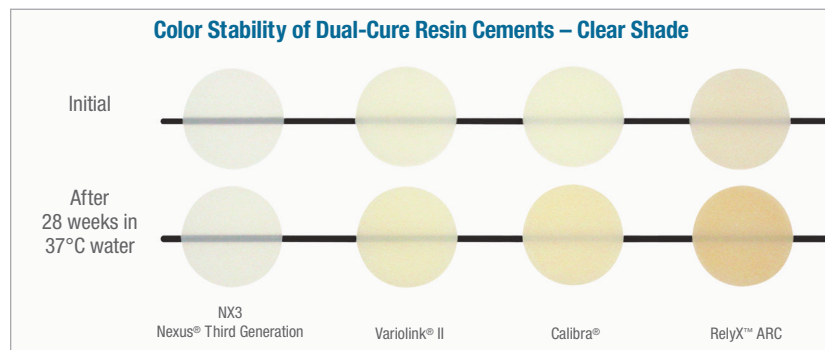 Color Stability of Dual-Cure Resin Cements – Clear Shade
Initial
After
28 weeks in
37°C water
NX3
Nexus® Third Generation
Variolink® II
Calibra®
RelyX™ ARC